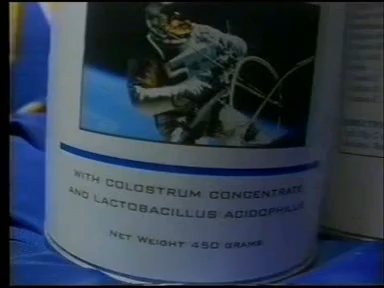 WITH COLOSTRUM CONCENTRATE
AND LACTOBACILLUS ACIDOPHILUS
NET WEIGHT 450 GRAMS